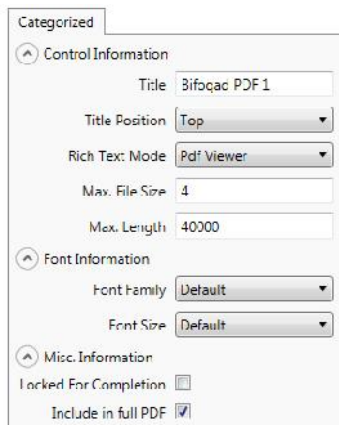 Categorized
Control Information
Title Bifogad PDF 1
Title Position Top
Rich Text Mode Pdf Viewer
Max. File Size 4
Max. Length 40000
Font Information
Font Family Default
Font Size Default
Misc. Information
Locked For Completion
Include in full PDF